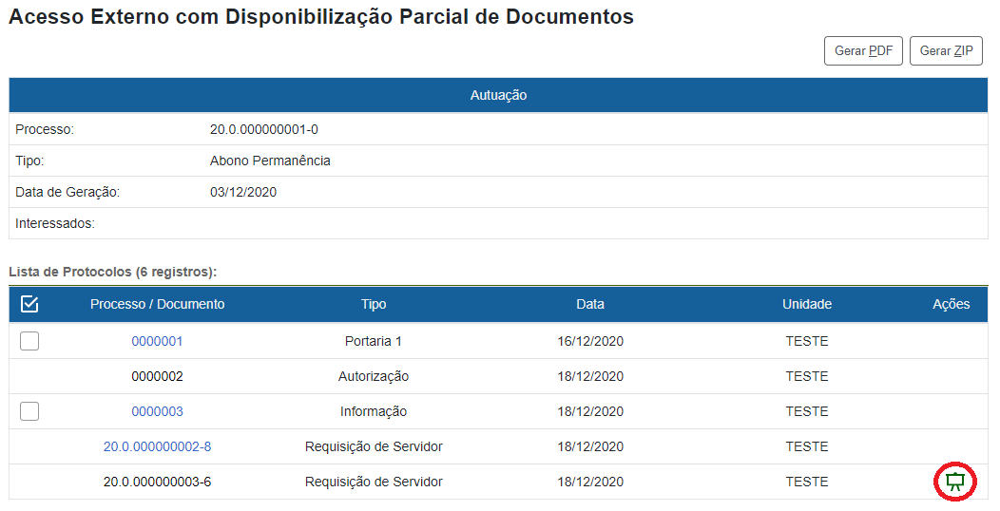 Acesso Externo com Disponibilização Parcial de Documentos
Gerar PDF Gerar ZIP
Autuação
Processo: 20.0.000000001-0
Tipo: Abono Permanência
Data de Geração: 03/12/2020
Interessados:
Lista de Protocolos (6 registros):
Processo / Documento Tipo Data Unidade Ações
0000001 Portaria 1 16/12/2020 TESTE
0000002 Autorização 18/12/2020 TESTE
0000003 Informação 18/12/2020 TESTE
20.0.000000002-8 Requisição de Servidor 18/12/2020 TESTE
20.0.000000003-6 Requisição de Servidor 18/12/2020 TESTE